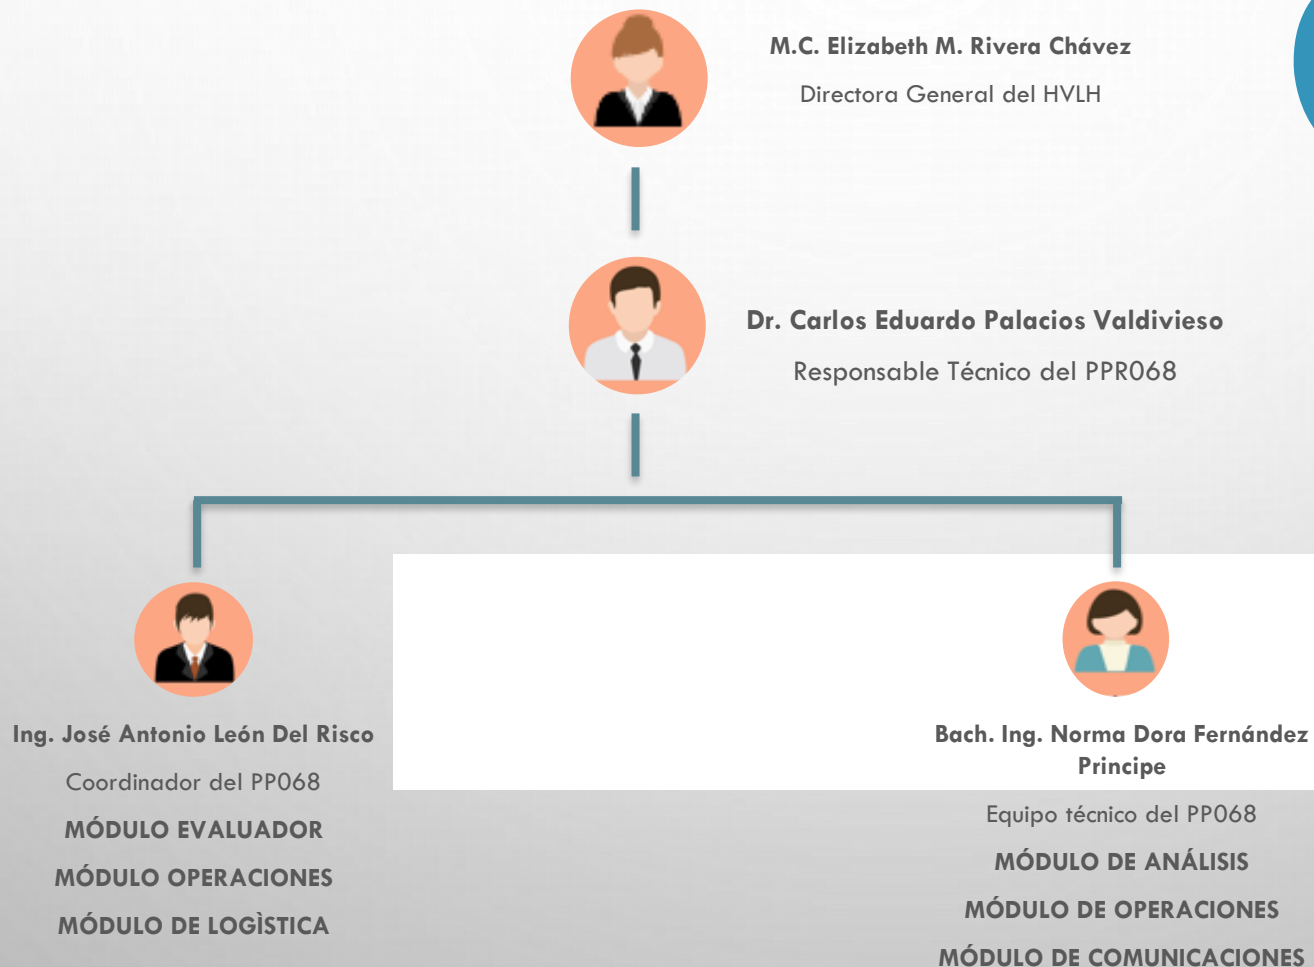 M.C. Elizabeth M. Rivera Chávez
Directora General del HVLH
Dr. Carlos Eduardo Palacios Valdivieso
Responsable Técnico del PPR068
Ing. José Antonio León Del Risco
Coordinador del PP068
MÓDULO EVALUADOR
MÓDULO OPERACIONES
MÓDULO DE LOGÌSTICA
Bach. Ing. Norma Dora Fernández
Principe
Equipo técnico del PP068
MÓDULO DE ANÁLISIS
MÓDULO DE OPERACIONES
MÓDULO DE COMUNICACIONES